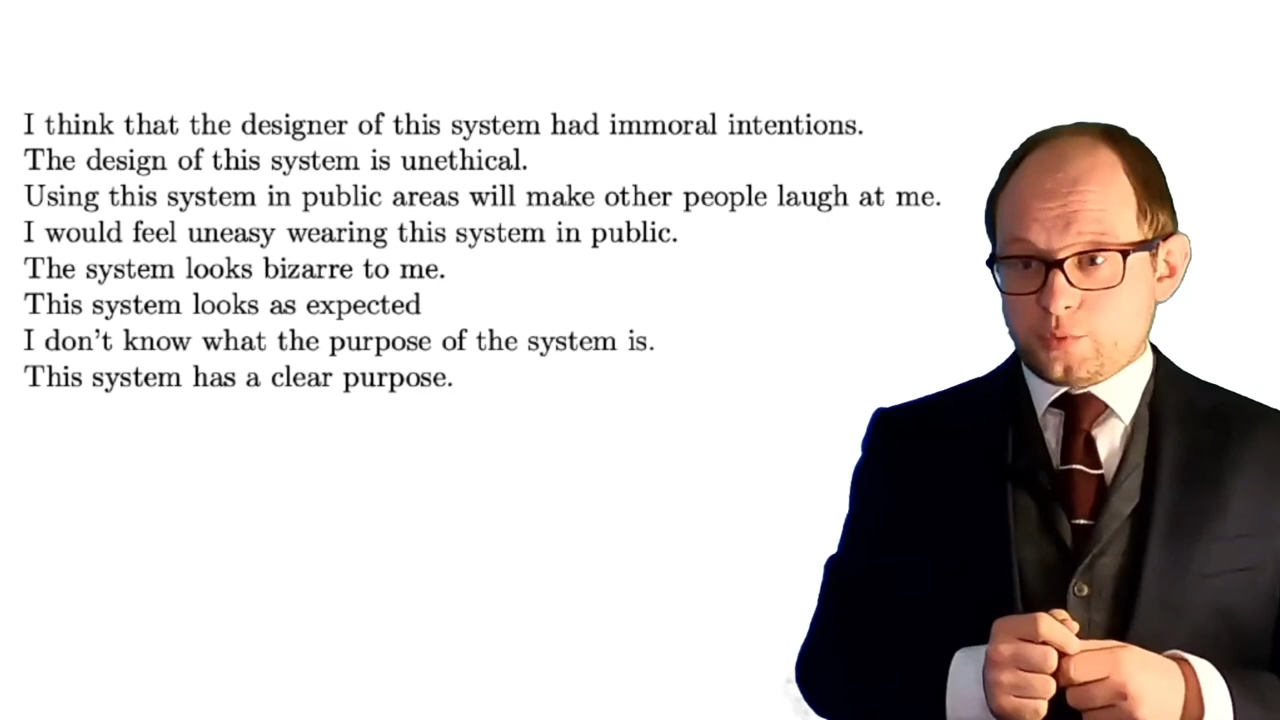 I think that the designer of this system had immoral intentions.
The design of this system is unethical.
Using this system in public areas will make other people laugh at me.
I would feel uneasy wearing this system in public.
The system looks bizarre to me.
This system looks as expected
I don't know what the purpose of the system is.
This system has a clear purpose.